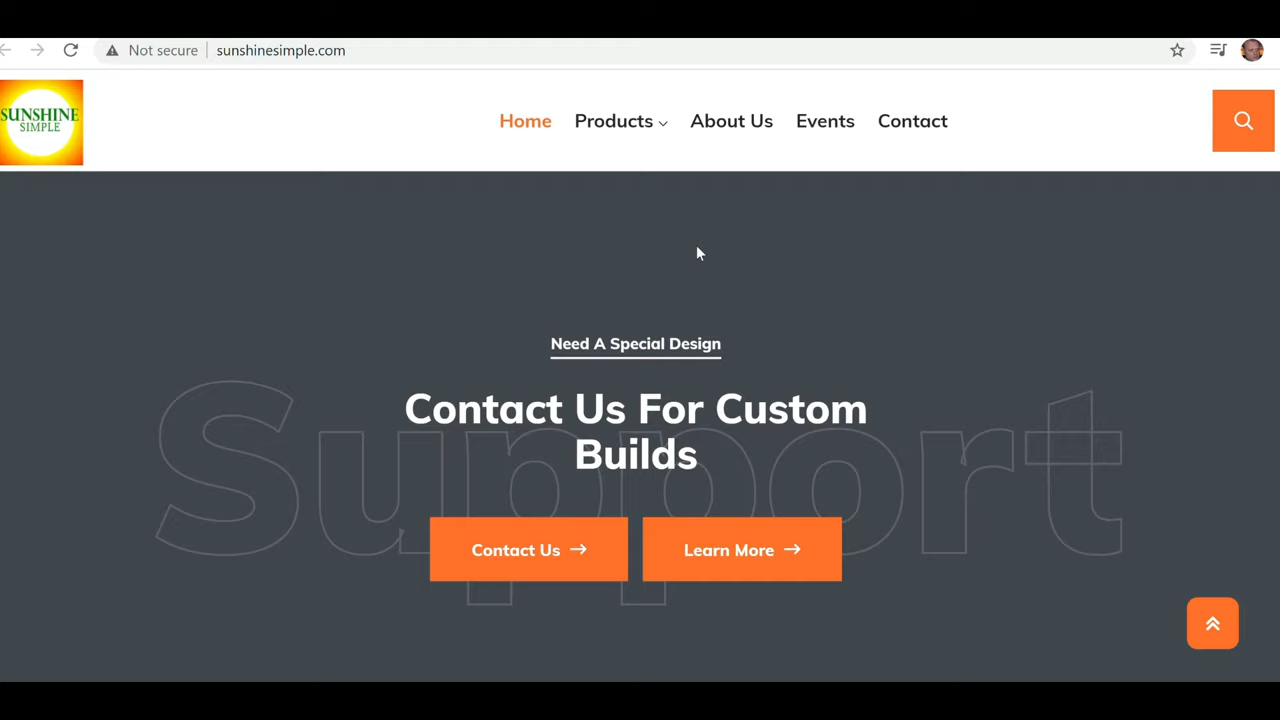 Not secure
sunshinesimple.com
SUNSHINE
SIMPLE
Home Products About Us Events Contact
Need A Special Design
Support
Contact Us For Custom
Builds
Contact Us → Learn More →